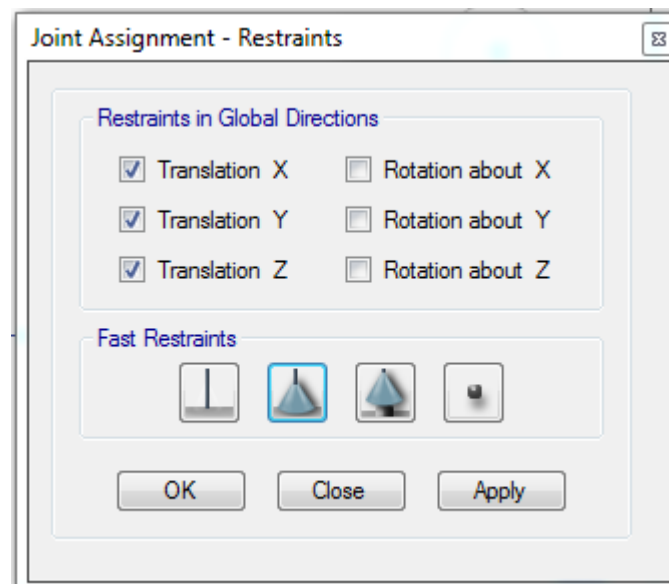 Joint Assignment - Restraints
Restraints in Global Directions
Translation X
Rotation about X
Translation Y
Rotation about Y
Translation Z
Rotation about Z
Fast Restraints
OK
Close
Apply